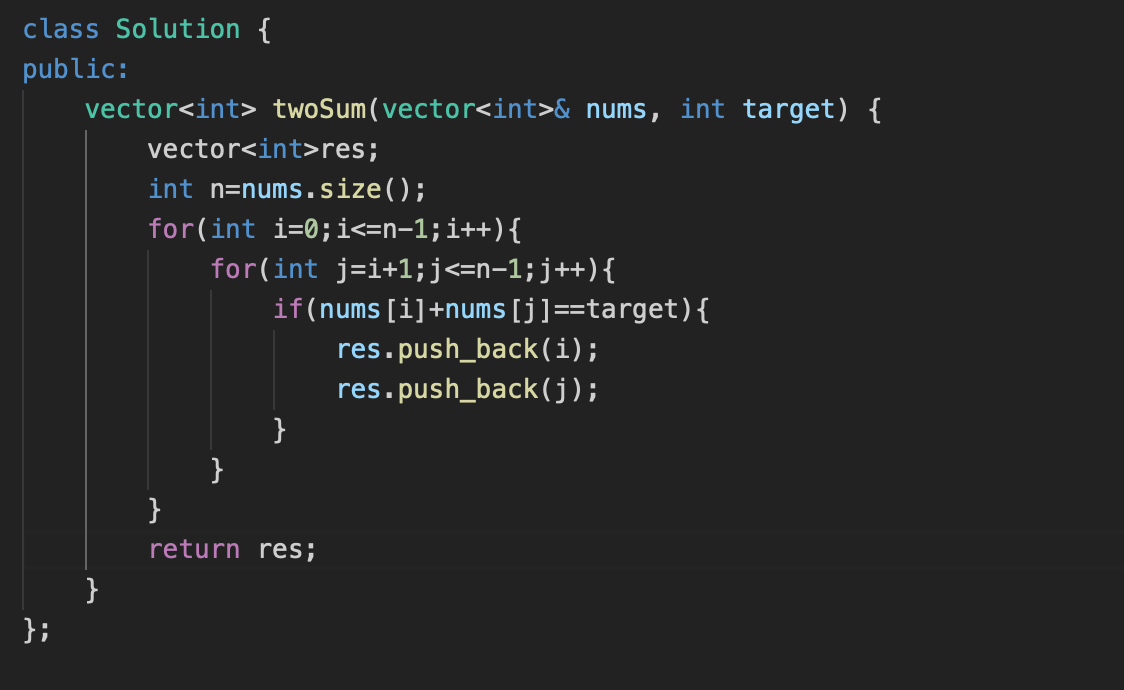 class Solution {
public:
    vector<int> twoSum(vector<int>& nums, int target) {
        vector<int>res;
        int n=nums.size();
        for(int i=0;i<=n-1;i++){
            for(int j=i+1;j<=n-1;j++){
                if(nums[i]+nums[j]==target){
                    res.push_back(i);
                    res.push_back(j);
                }
            }
        }
        return res;
    }
};